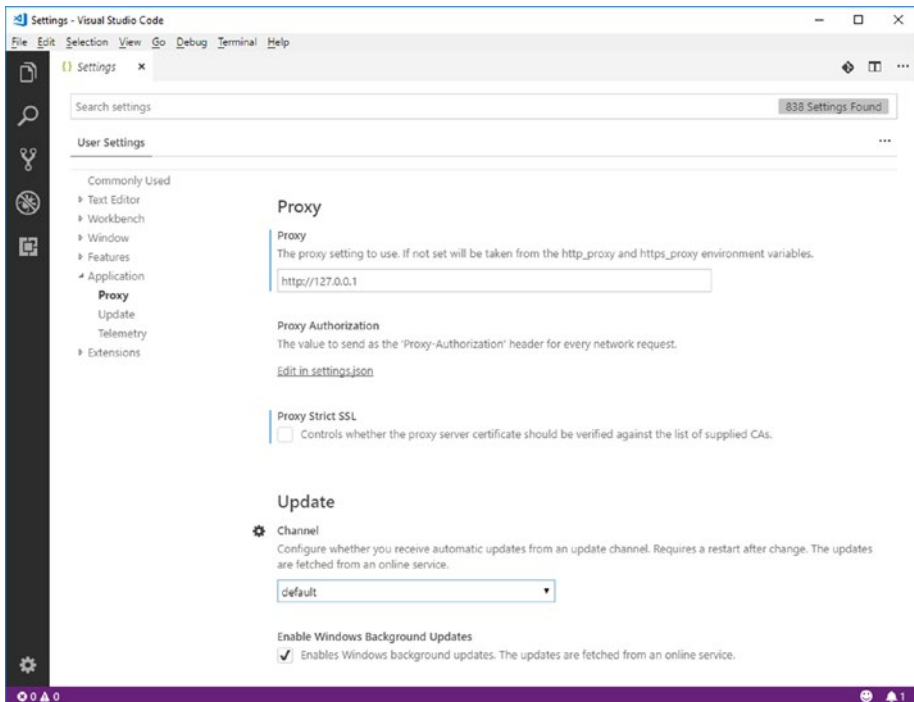 Settings - Visual Studio Code
File Edit Selection View Go Debug Terminal Help
{} Settings
Search settings
838 Settings Found
User Settings
Commonly Used
Text Editor
Workbench
Window
Features
Application
Proxy
Update
Telemetry
Extensions
Proxy
Proxy
The proxy setting to use. If not set will be taken from the http_proxy and https_proxy environment variables.
http://127.0.0.1
Proxy Authorization
The value to send as the 'Proxy-Authorization' header for every network request.
Edit in settings.json
Proxy Strict SSL
Controls whether the proxy server certificate should be verified against the list of supplied CAs.
Update
Channel
Configure whether you receive automatic updates from an update channel. Requires a restart after change. The updates
are fetched from an online service.
default
Enable Windows Background Updates
Enables Windows background updates. The updates are fetched from an online service.
0 0
1